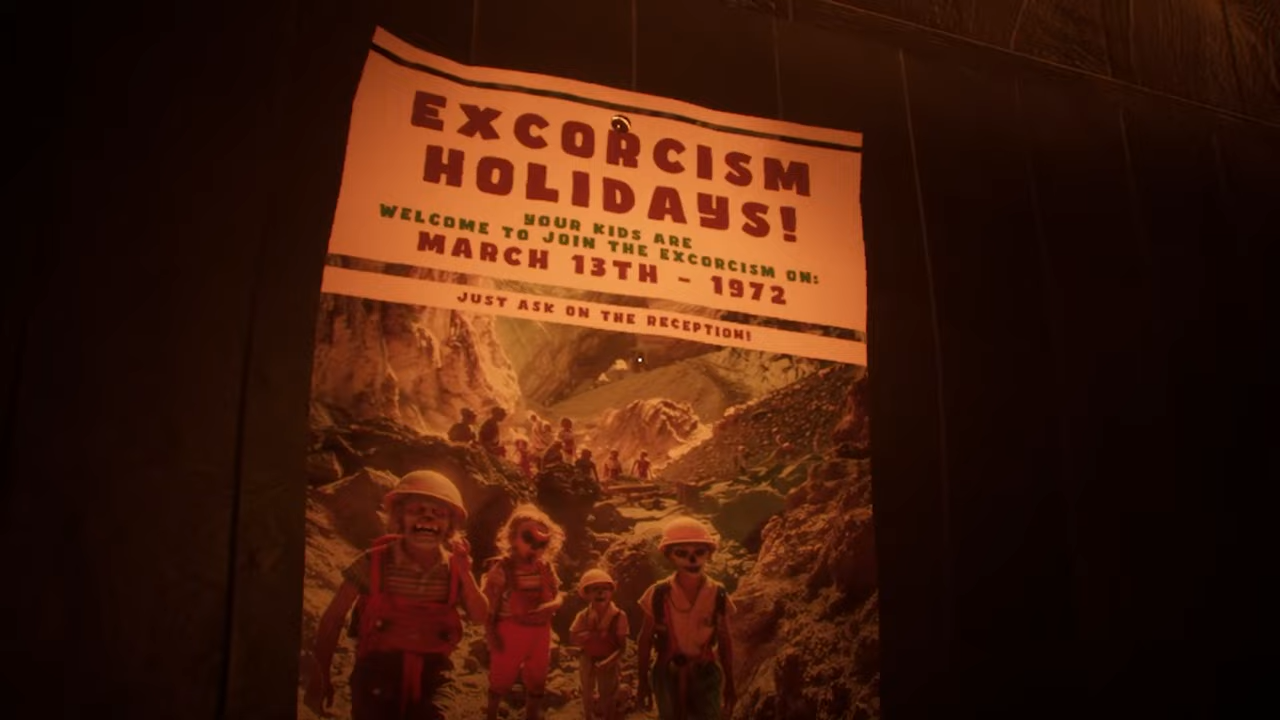 EXCORCISM
HOLIDAYS!
YOUR KIDS ARE
WELCOME TO JOIN THE EXCORCISM ON:
MARCH 13TH - 1972
JUST ASK ON THE RECEPTION!